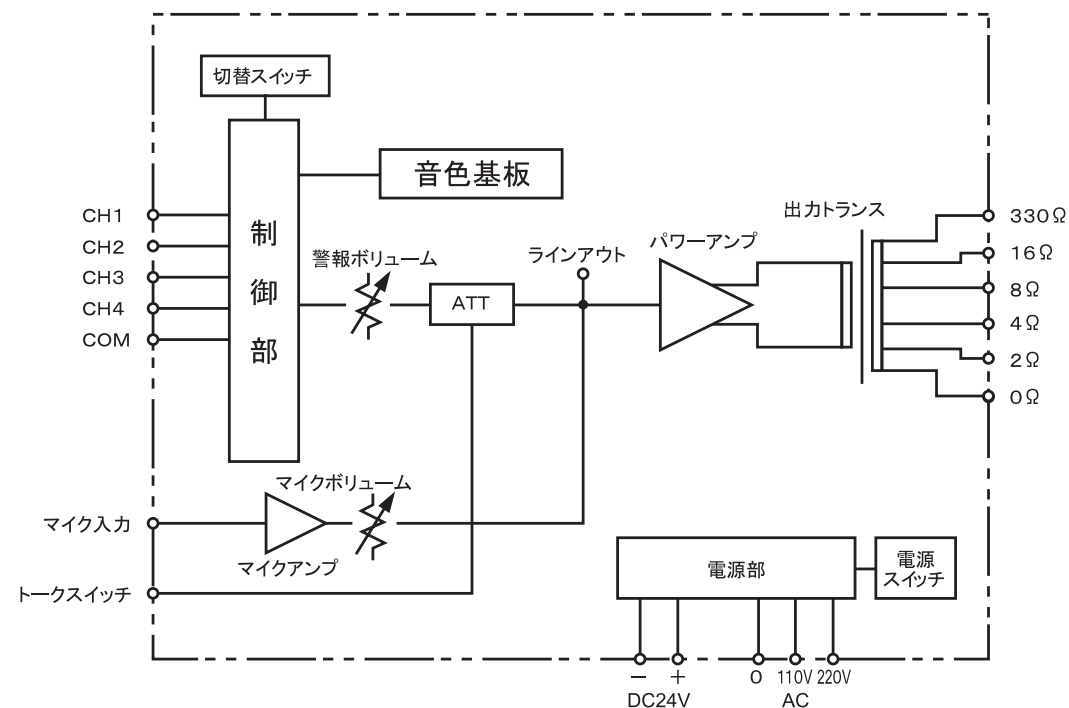 切替スイッチ
制御部
音色基板
CH1
CH2
CH3
CH4
COM
警報ボリューム
ATT
ラインアウト
パワーアンプ
出力トランス
330Ω
16Ω
8Ω
4Ω
2Ω
0Ω
マイクボリューム
マイク入力
マイクアンプ
トークスイッチ
電源部
電源
スイッチ
− + 0 110V 220V
DC24V AC